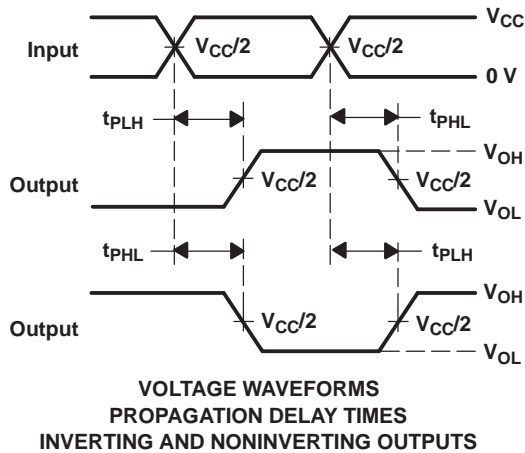 VCC
Input
VCC/2
VCC/2
0 V
tPLH
tPHL
VOH
Output
VCC/2
VCC/2
VOL
tPHL
tPLH
VOH
Output
VCC/2
VCC/2
VOL
VOLTAGE WAVEFORMS
PROPAGATION DELAY TIMES
INVERTING AND NONINVERTING OUTPUTS